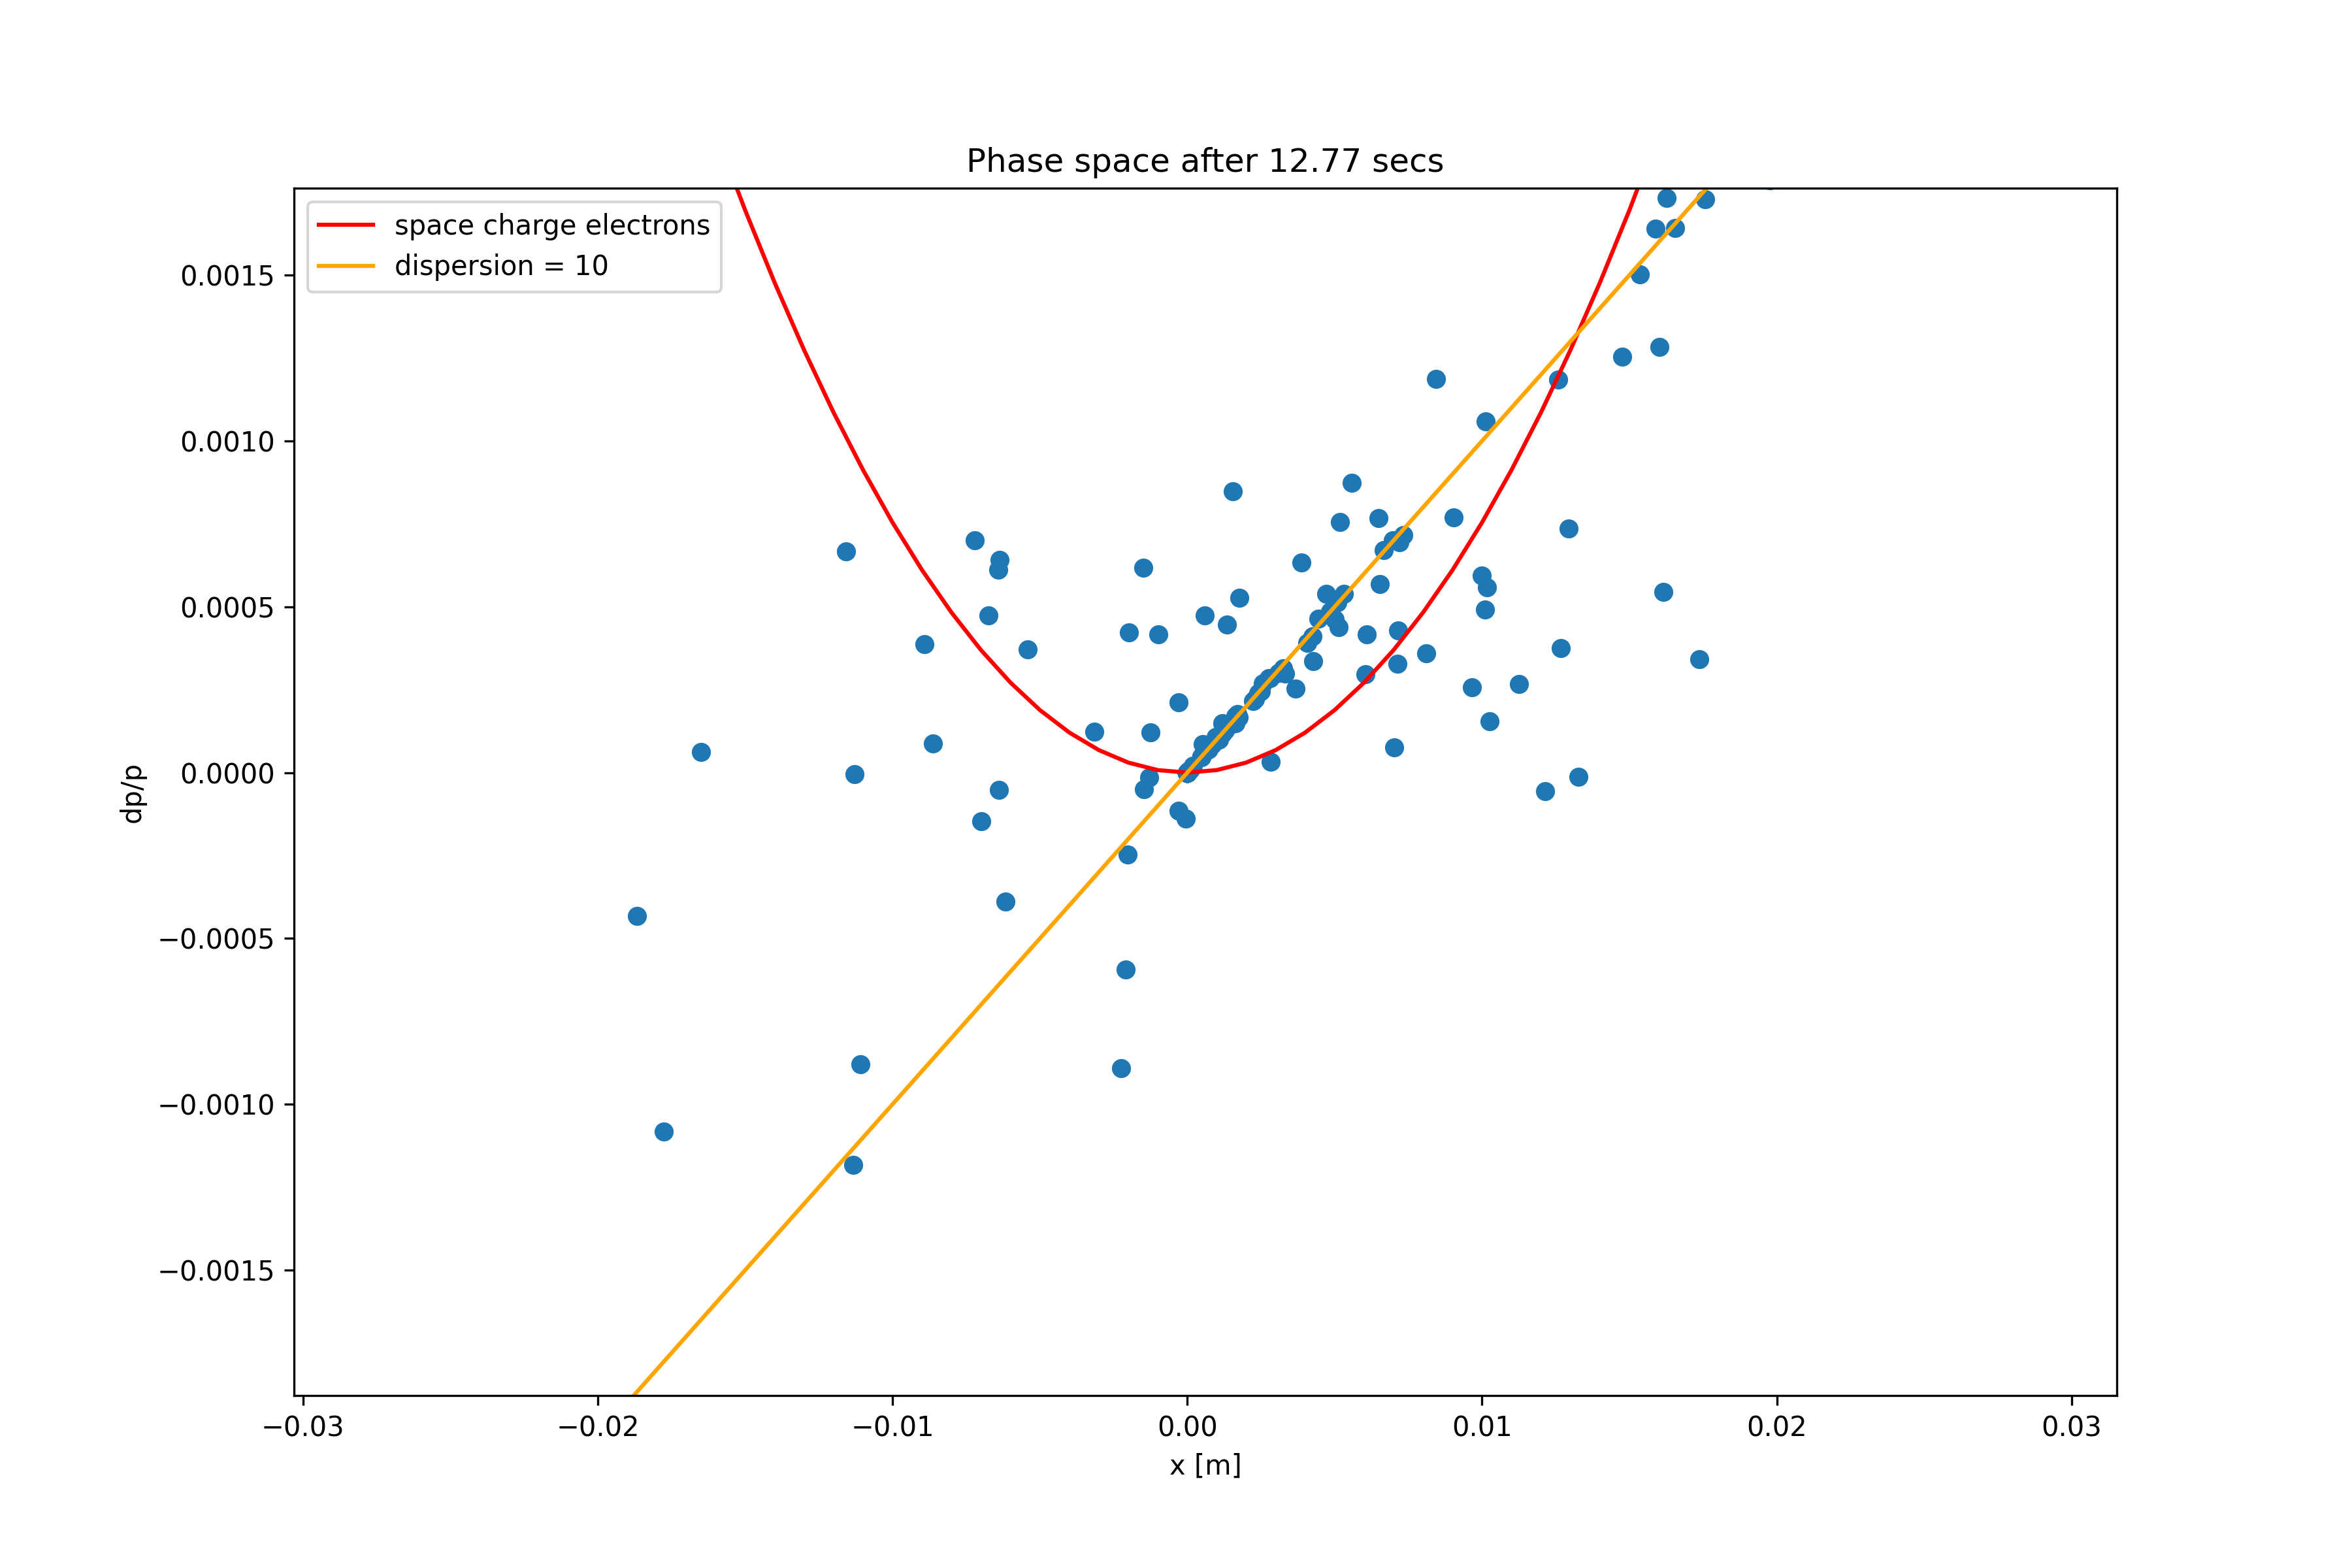 Phase space after 12.77 secs
space charge electrons
dispersion = 10
0.0015
0.0010
0.0005
0.0000
−0.0005
−0.0010
−0.0015
dp/p
−0.03
−0.02
−0.01
0.00
0.01
0.02
0.03
x [m]